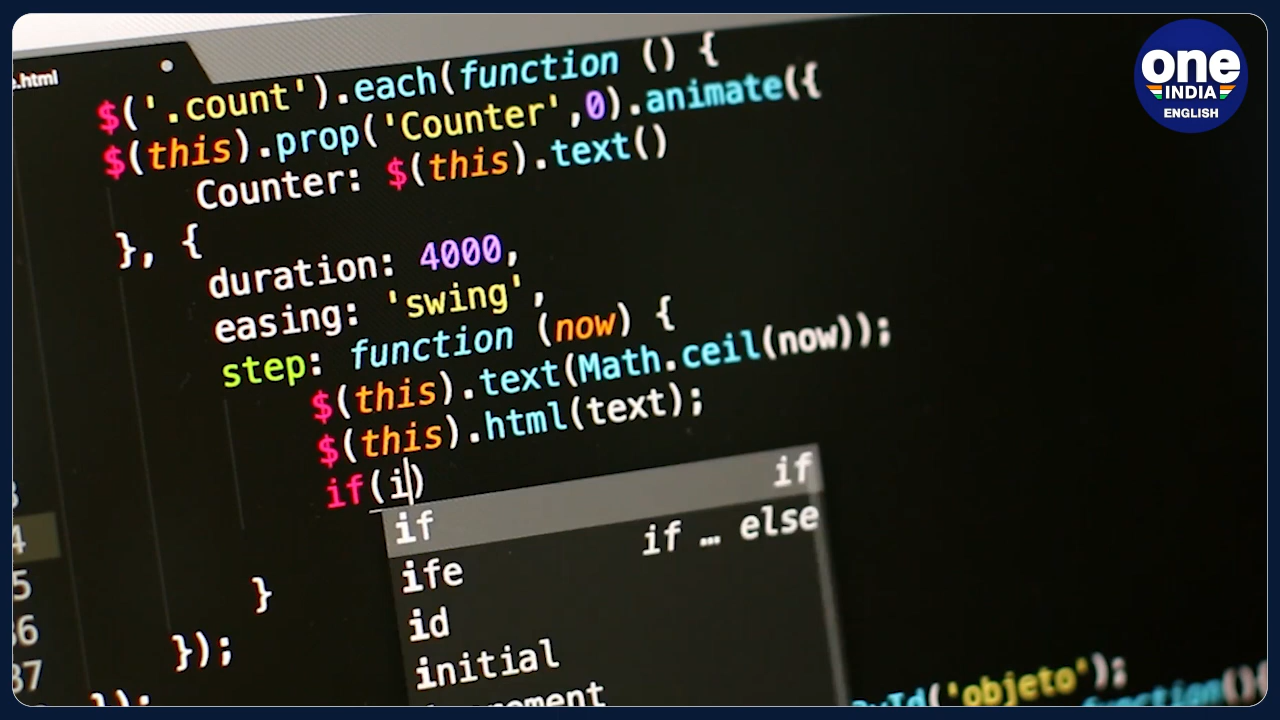 .html
one
INDIA
ENGLISH
$('.count').each(function () {
$(this).prop('Counter',0).animate({
Counter: $(this).text()
}, {
duration: 4000,
easing: 'swing',
step: function (now) {
$(this).text(Math.ceil(now));
$(this).html(text);
if(i)
if if
ife if … else
id
initial
}
});
});
('objeto');
function(){
4
5
37